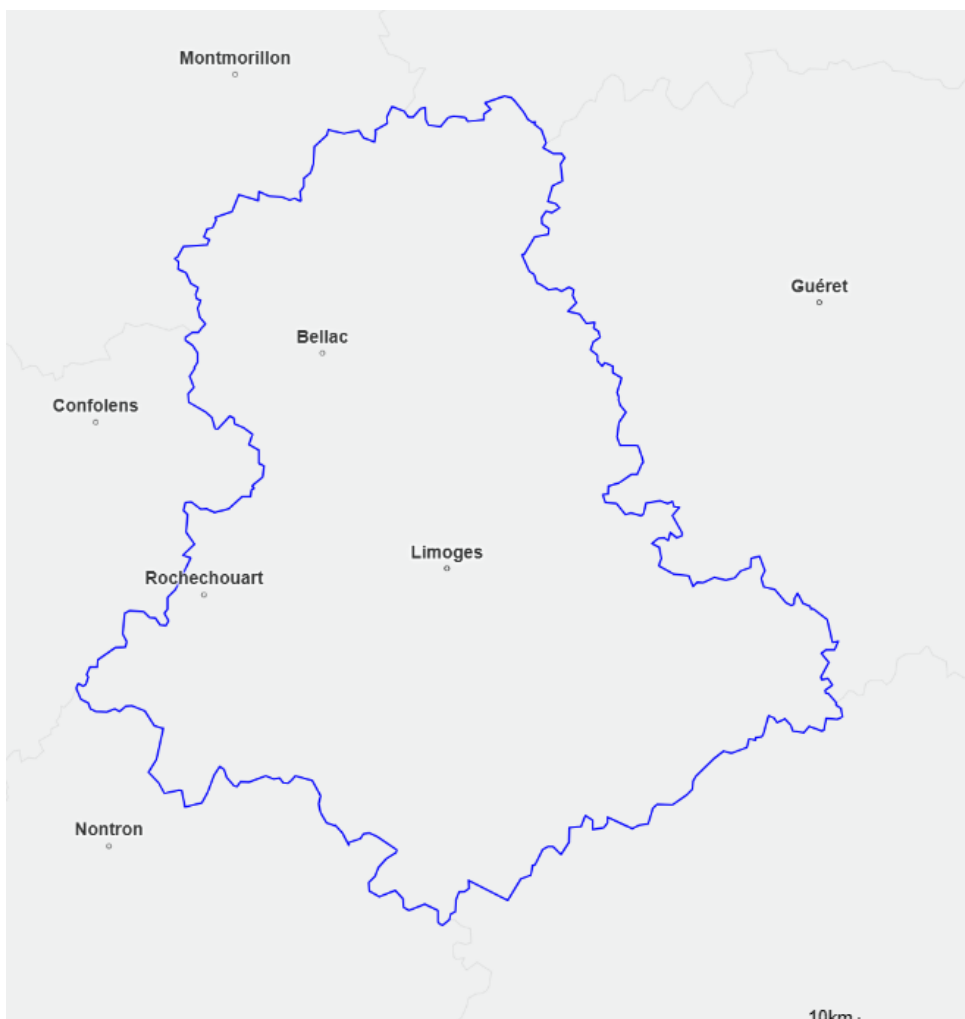 Montmorillon
Guéret
Bellac
Confolens
Limoges
Rochechouart
Nontron
10km